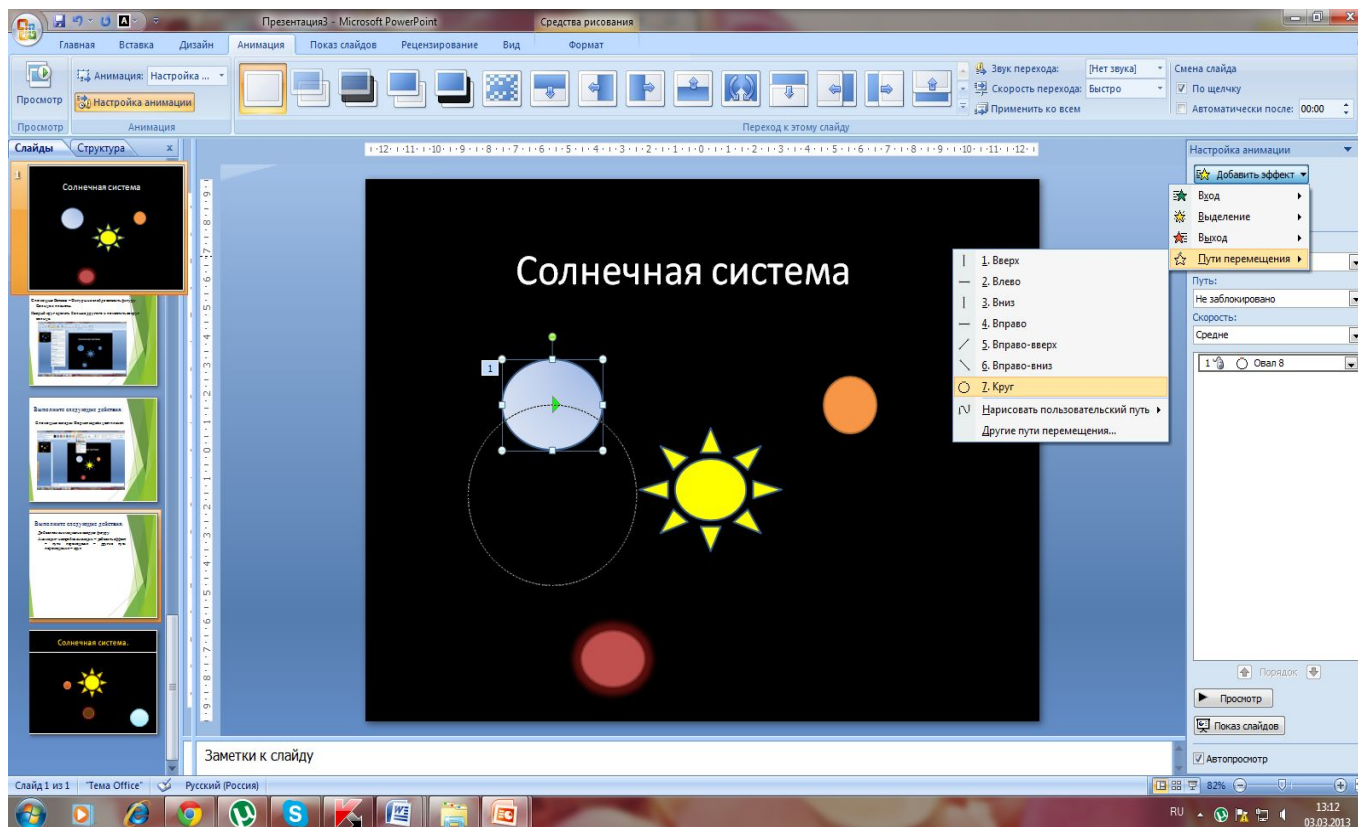 Презентация3 - Microsoft PowerPoint
Средства рисования
Главная Вставка Дизайн Анимация Показ слайдов Рецензирование Вид Формат
Просмотр
Анимация: Настройка ...
Настройка анимации
Звук перехода: [Нет звука]
Скорость перехода: Быстро
Применить ко всем
Смена слайда
По щелчку
Автоматически после: 00:00
Просмотр Анимация Переход к этому слайду
Слайды Структура x
1
Солнечная система
Выполните следующие действия.
Выполните следующие действия.
Солнечная система.
Солнечная система
1
1. Вверх
2. Влево
3. Вниз
4. Вправо
5. Вправо-вверх
6. Вправо-вниз
7. Круг
Нарисовать пользовательский путь
Другие пути перемещения...
Настройка анимации
Добавить эффект
Вход
Выделение
Выход
Пути перемещения
Путь:
Не заблокировано
Скорость:
Средне
1 Овал 8
Порядок
Просмотр
Показ слайдов
Автопросмотр
Заметки к слайду
Слайд 1 из 1 "Тема Office" Русский (Россия) 82%
RU 13:12
03.03.2013